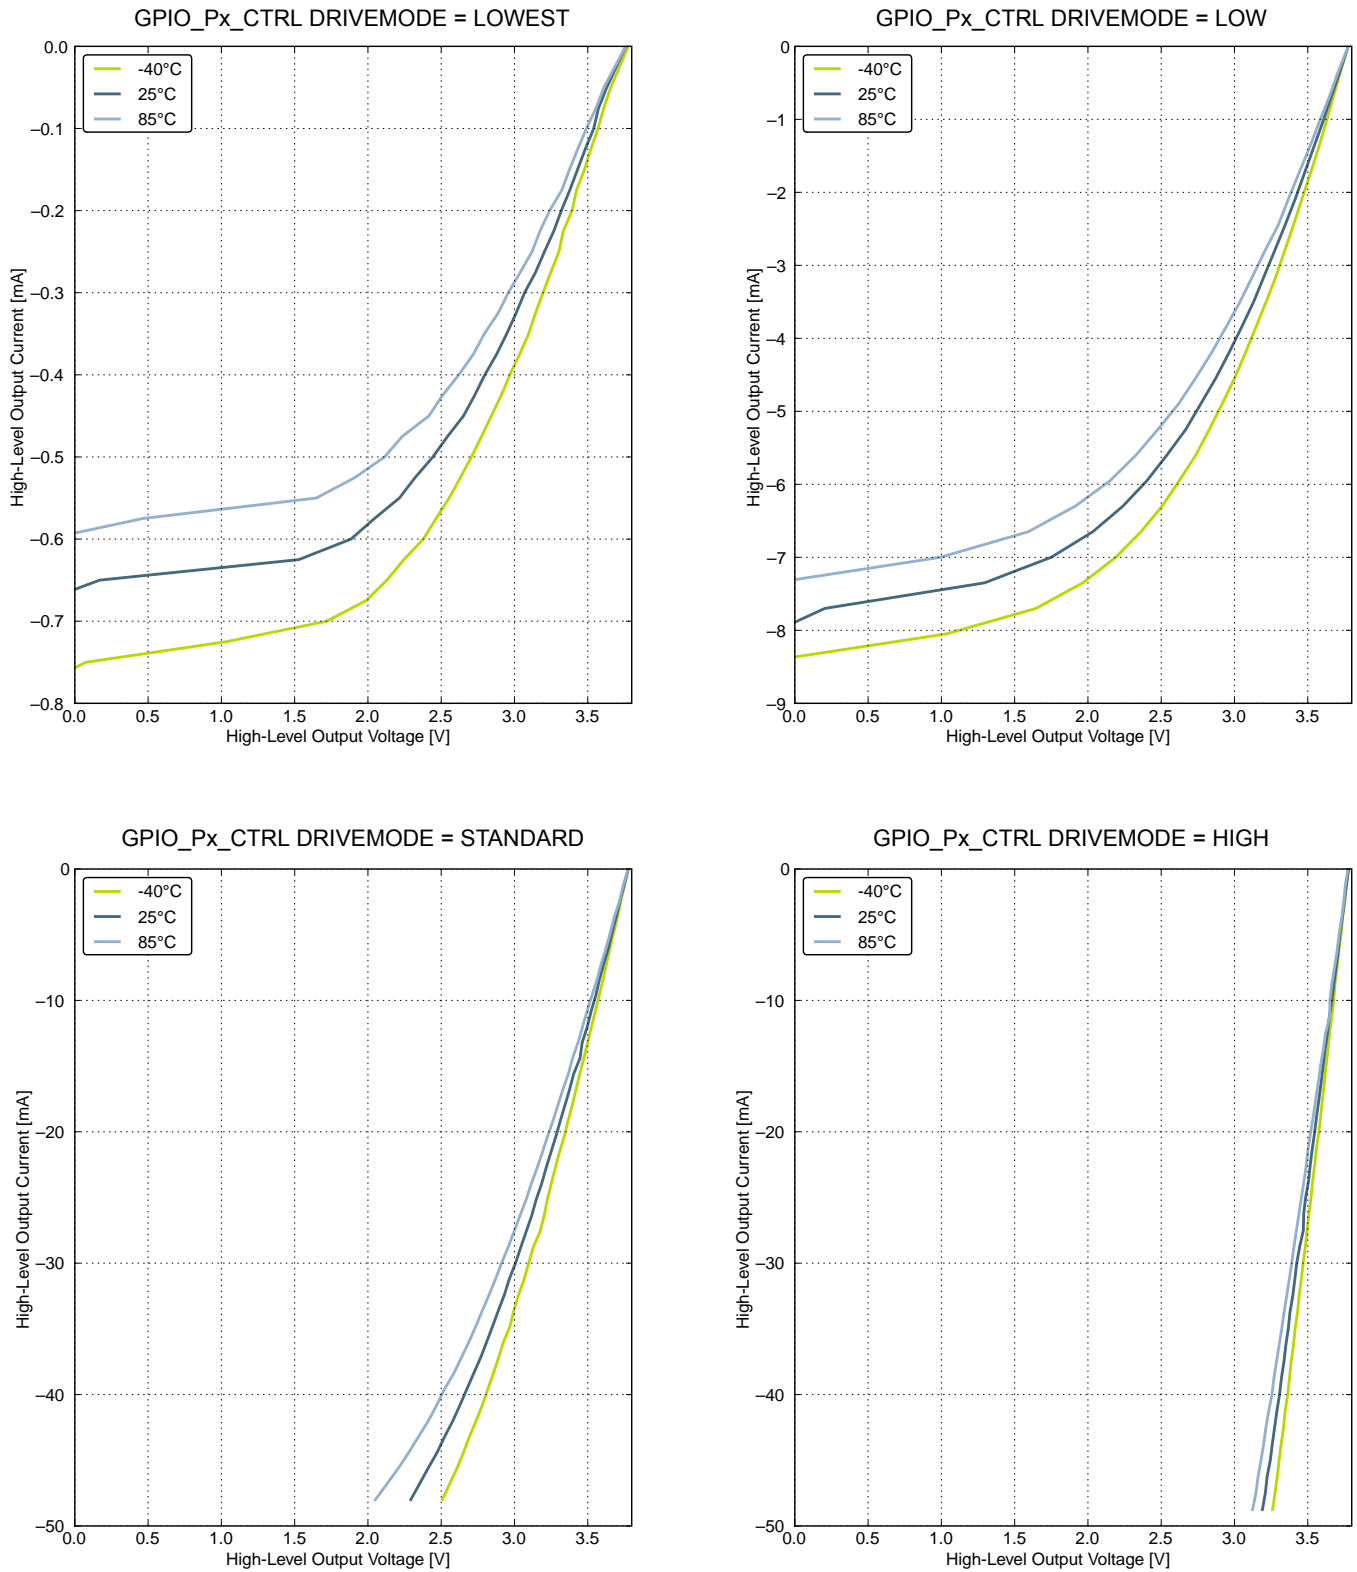 GPIO_Px_CTRL DRIVEMODE = LOWEST
0.0
–0.1
–0.2
–0.3
–0.4
–0.5
–0.6
–0.7
–0.8
High-Level Output Current [mA]
-40°C
25°C
85°C
0.0 0.5 1.0 1.5 2.0 2.5 3.0 3.5
High-Level Output Voltage [V]
GPIO_Px_CTRL DRIVEMODE = LOW
0
–1
–2
–3
–4
–5
–6
–7
–8
–9
High-Level Output Current [mA]
-40°C
25°C
85°C
0.0 0.5 1.0 1.5 2.0 2.5 3.0 3.5
High-Level Output Voltage [V]
GPIO_Px_CTRL DRIVEMODE = STANDARD
0
–10
–20
–30
–40
–50
High-Level Output Current [mA]
-40°C
25°C
85°C
0.0 0.5 1.0 1.5 2.0 2.5 3.0 3.5
High-Level Output Voltage [V]
GPIO_Px_CTRL DRIVEMODE = HIGH
0
–10
–20
–30
–40
–50
High-Level Output Current [mA]
-40°C
25°C
85°C
0.0 0.5 1.0 1.5 2.0 2.5 3.0 3.5
High-Level Output Voltage [V]